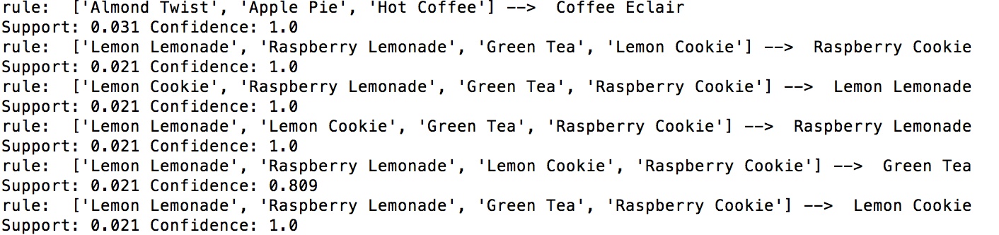 rule:  ['Almond Twist', 'Apple Pie', 'Hot Coffee'] -->  Coffee Eclair
Support: 0.031 Confidence: 1.0
rule:  ['Lemon Lemonade', 'Raspberry Lemonade', 'Green Tea', 'Lemon Cookie'] -->  Raspberry Cookie
Support: 0.021 Confidence: 1.0
rule:  ['Lemon Cookie', 'Raspberry Lemonade', 'Green Tea', 'Raspberry Cookie'] -->  Lemon Lemonade
Support: 0.021 Confidence: 1.0
rule:  ['Lemon Lemonade', 'Lemon Cookie', 'Green Tea', 'Raspberry Cookie'] -->  Raspberry Lemonade
Support: 0.021 Confidence: 1.0
rule:  ['Lemon Lemonade', 'Raspberry Lemonade', 'Lemon Cookie', 'Raspberry Cookie'] -->  Green Tea
Support: 0.021 Confidence: 0.809
rule:  ['Lemon Lemonade', 'Raspberry Lemonade', 'Green Tea', 'Raspberry Cookie'] -->  Lemon Cookie
Support: 0.021 Confidence: 1.0